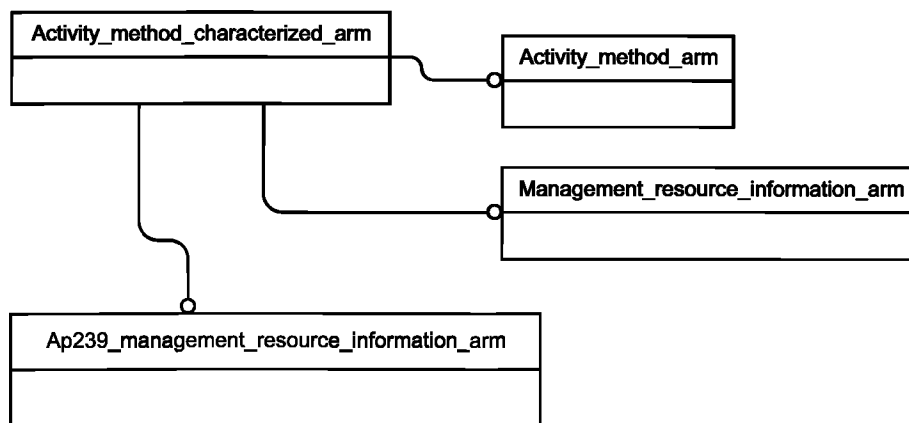 Activity_method_characterized_arm
Activity_method_arm
Management_resource_information_arm
Ap239_management_resource_information_arm